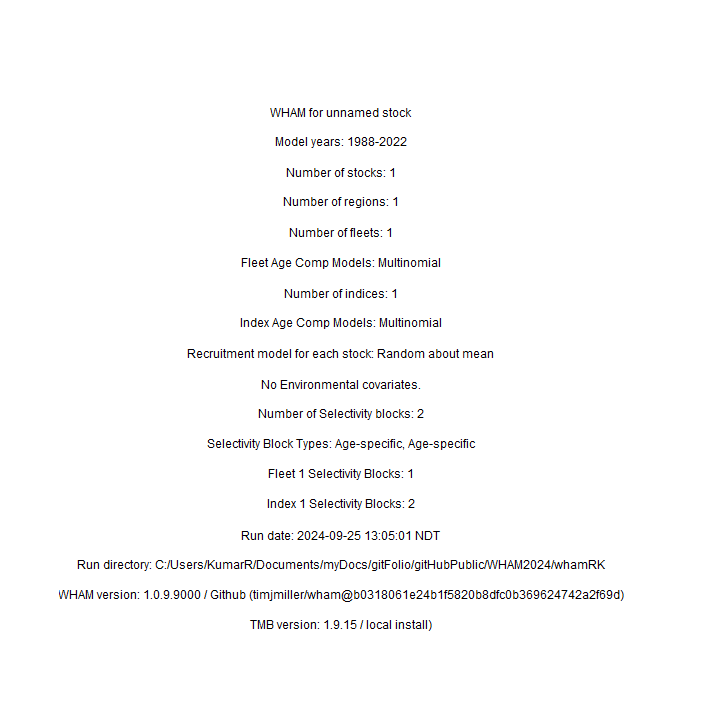 WHAM for unnamed stock
Model years: 1988-2022
Number of stocks: 1
Number of regions: 1
Number of fleets: 1
Fleet Age Comp Models: Multinomial
Number of indices: 1
Index Age Comp Models: Multinomial
Recruitment model for each stock: Random about mean
No Environmental covariates.
Number of Selectivity blocks: 2
Selectivity Block Types: Age-specific, Age-specific
Fleet 1 Selectivity Blocks: 1
Index 1 Selectivity Blocks: 2
Run date: 2024-09-25 13:05:01 NDT
Run directory: C:/Users/KumarR/Documents/myDocs/gitFolio/gitHubPublic/WHAM2024/whamRK
WHAM version: 1.0.9.9000 / Github (timjmiller/wham@b0318061e24b1f5820b8dfc0b369624742a2f69d)
TMB version: 1.9.15 / local install)